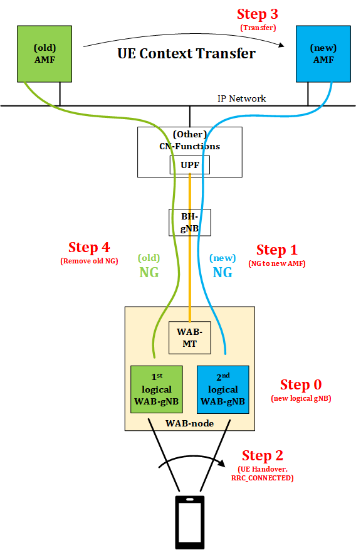 Step 3
(Transfer)
(old)
AMF
UE Context Transfer
(new)
AMF
IP Network
(Other)
CN-Functions
UPF
BH-
gNB
Step 4
(Remove old NG)
(old)
NG
(new)
NG
Step 1
(NG to new AMF)
WAB-
MT
1st
logical
WAB-gNB
2nd
logical
WAB-gNB
Step 0
(new logical gNB)
WAB-node
Step 2
(UE Handover,
RRC_CONNECTED)